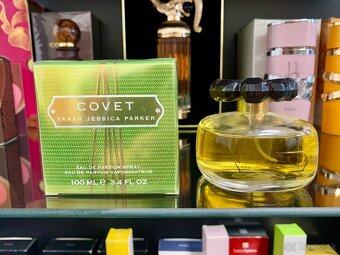 COVET
SARAH JESSICA PARKER
EAU DE PARFUM SPRAY
EAU DE PARFUM VAPORISATEUR
100 ML ℮ 3.4 FL. OZ